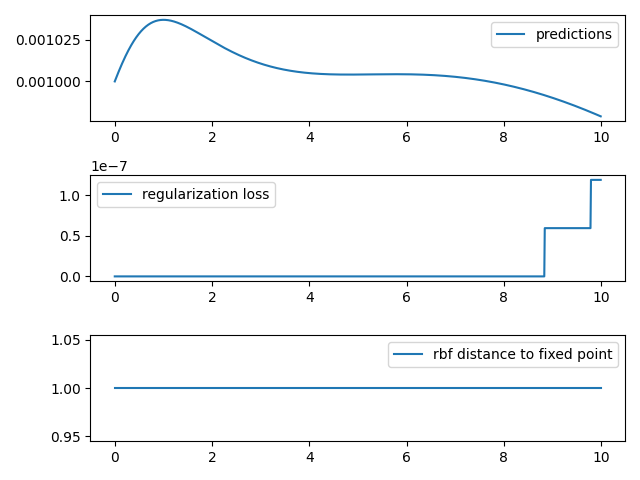 predictions
0.001025
0.001000
0 2 4 6 8 10
1e−7
regularization loss
1.0
0.5
0.0
0 2 4 6 8 10
1.05
rbf distance to fixed point
1.00
0.95
0 2 4 6 8 10